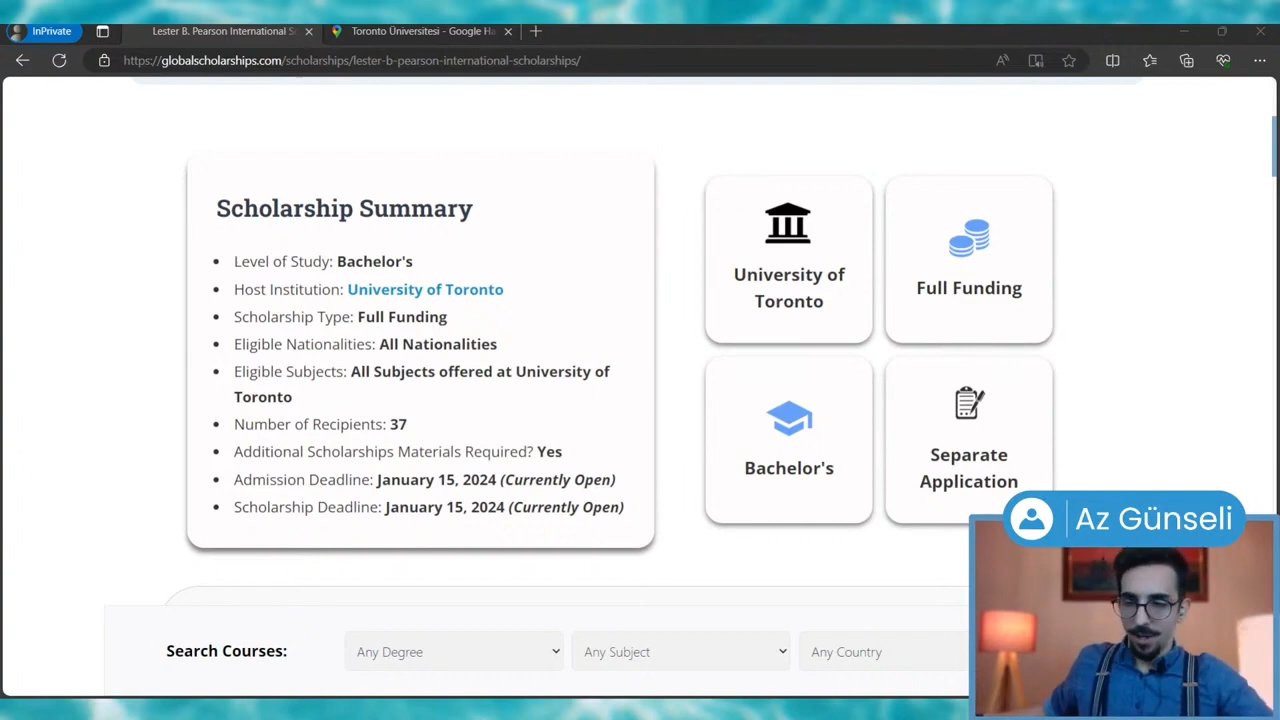 InPrivate
Lester B. Pearson International S
Toronto Üniversitesi - Google Ha
https://globalscholarships.com/scholarships/lester-b-pearson-international-scholarships/
Scholarship Summary
• Level of Study: Bachelor's
• Host Institution: University of Toronto
• Scholarship Type: Full Funding
• Eligible Nationalities: All Nationalities
• Eligible Subjects: All Subjects offered at University of
Toronto
• Number of Recipients: 37
• Additional Scholarships Materials Required? Yes
• Admission Deadline: January 15, 2024 (Currently Open)
• Scholarship Deadline: January 15, 2024 (Currently Open)
University of
Toronto
Full Funding
Bachelor's
Separate
Application
Az Günseli
Search Courses:
Any Degree
Any Subject
Any Country